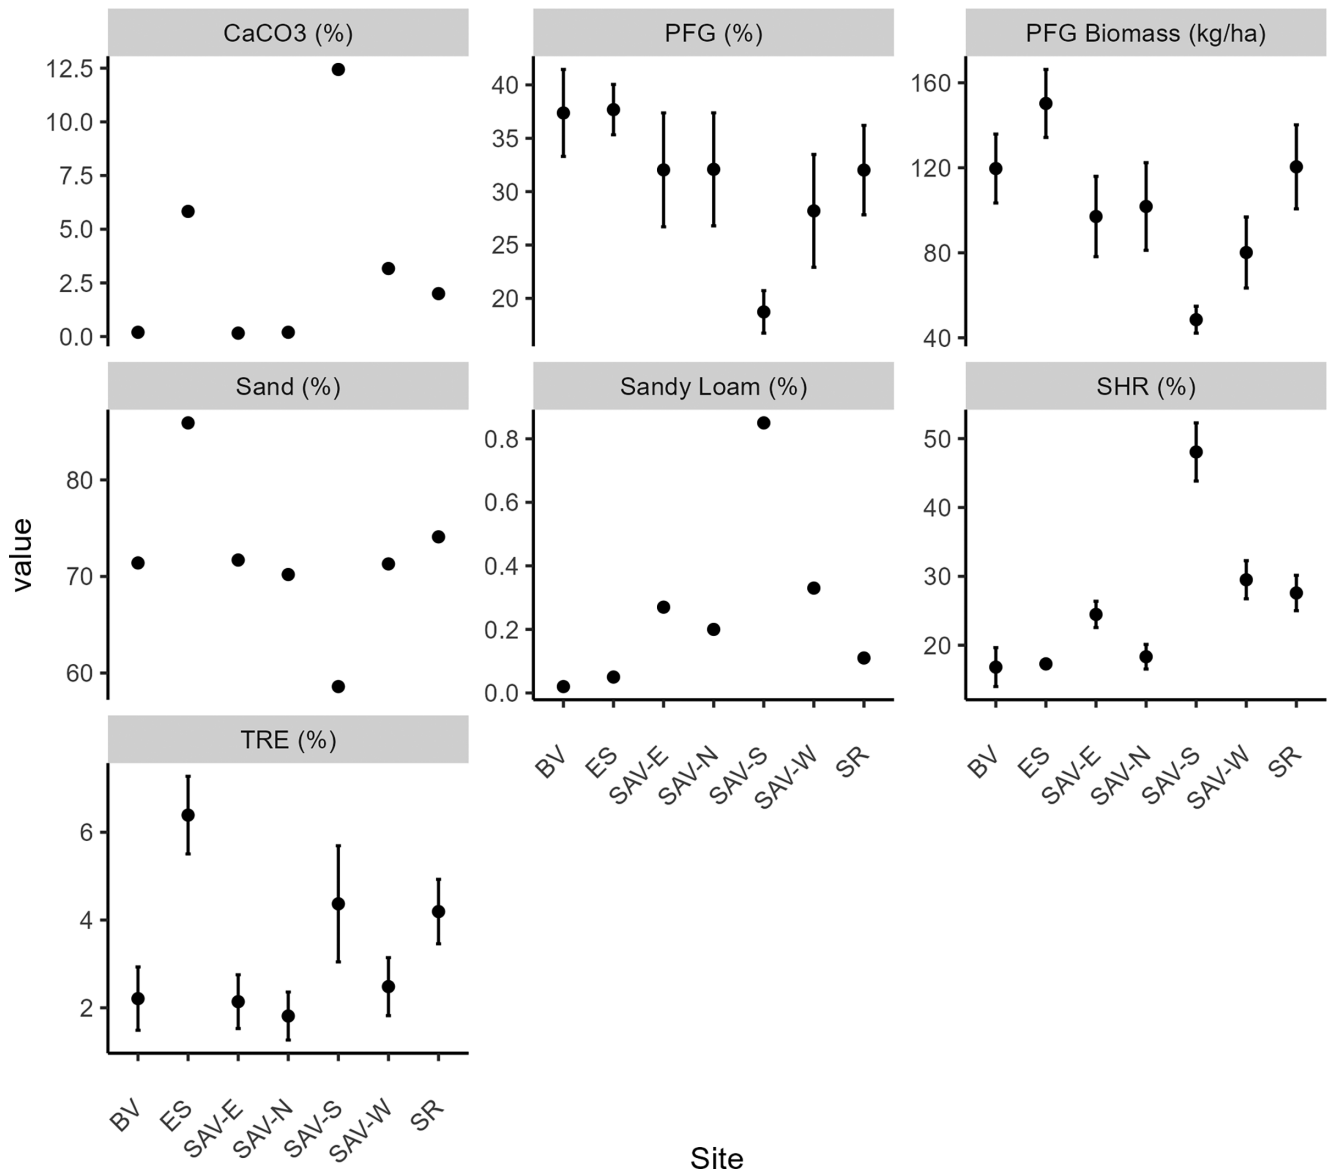 CaCO3 (%)
PFG (%)
PFG Biomass (kg/ha)
12.5
10.0
7.5
5.0
2.5
0.0
40
35
30
25
20
160
120
80
40
Sand (%)
Sandy Loam (%)
SHR (%)
80
70
60
0.8
0.6
0.4
0.2
0.0
50
40
30
20
value
BV
ES
SAV-E
SAV-N
SAV-S
SAV-W
SR
BV
ES
SAV-E
SAV-N
SAV-S
SAV-W
SR
TRE (%)
6
4
2
BV
ES
SAV-E
SAV-N
SAV-S
SAV-W
SR
Site